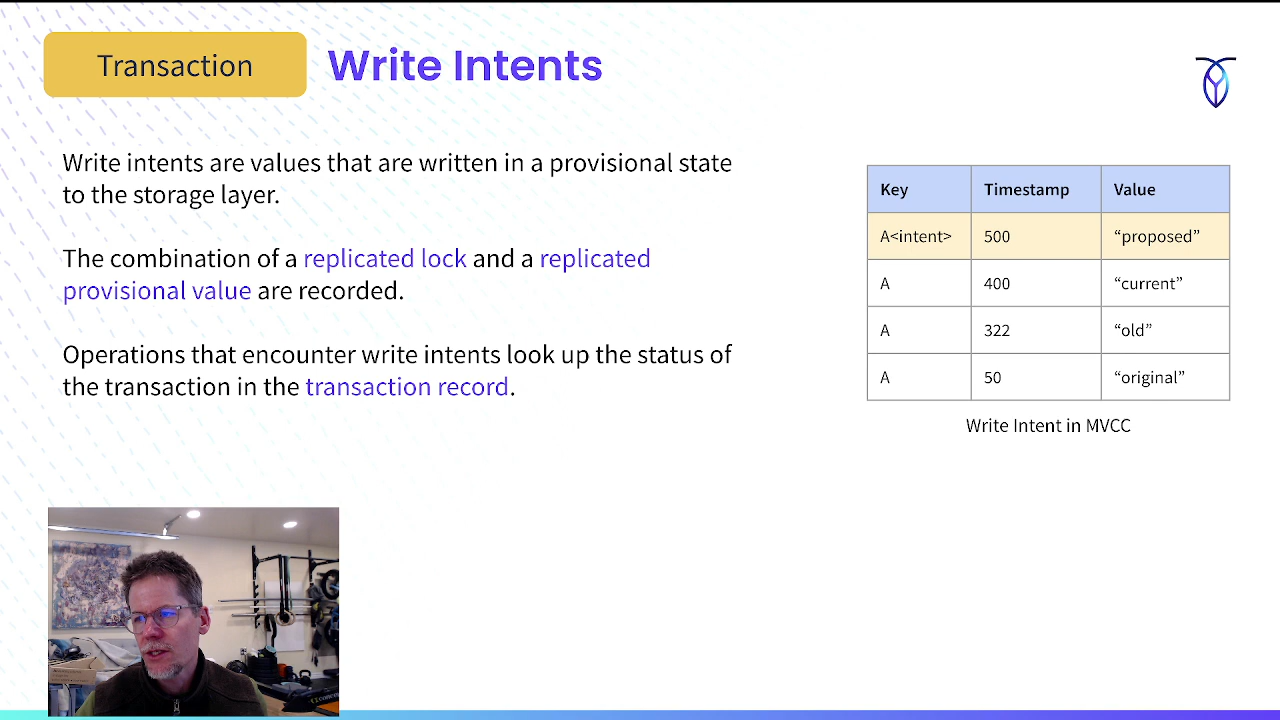 Transaction
Write Intents
Write intents are values that are written in a provisional state
to the storage layer.
The combination of a replicated lock and a replicated
provisional value are recorded.
Operations that encounter write intents look up the status of
the transaction in the transaction record.
Key Timestamp Value
A<intent> 500 “proposed”
A 400 “current”
A 322 “old”
A 50 “original”
Write Intent in MVCC